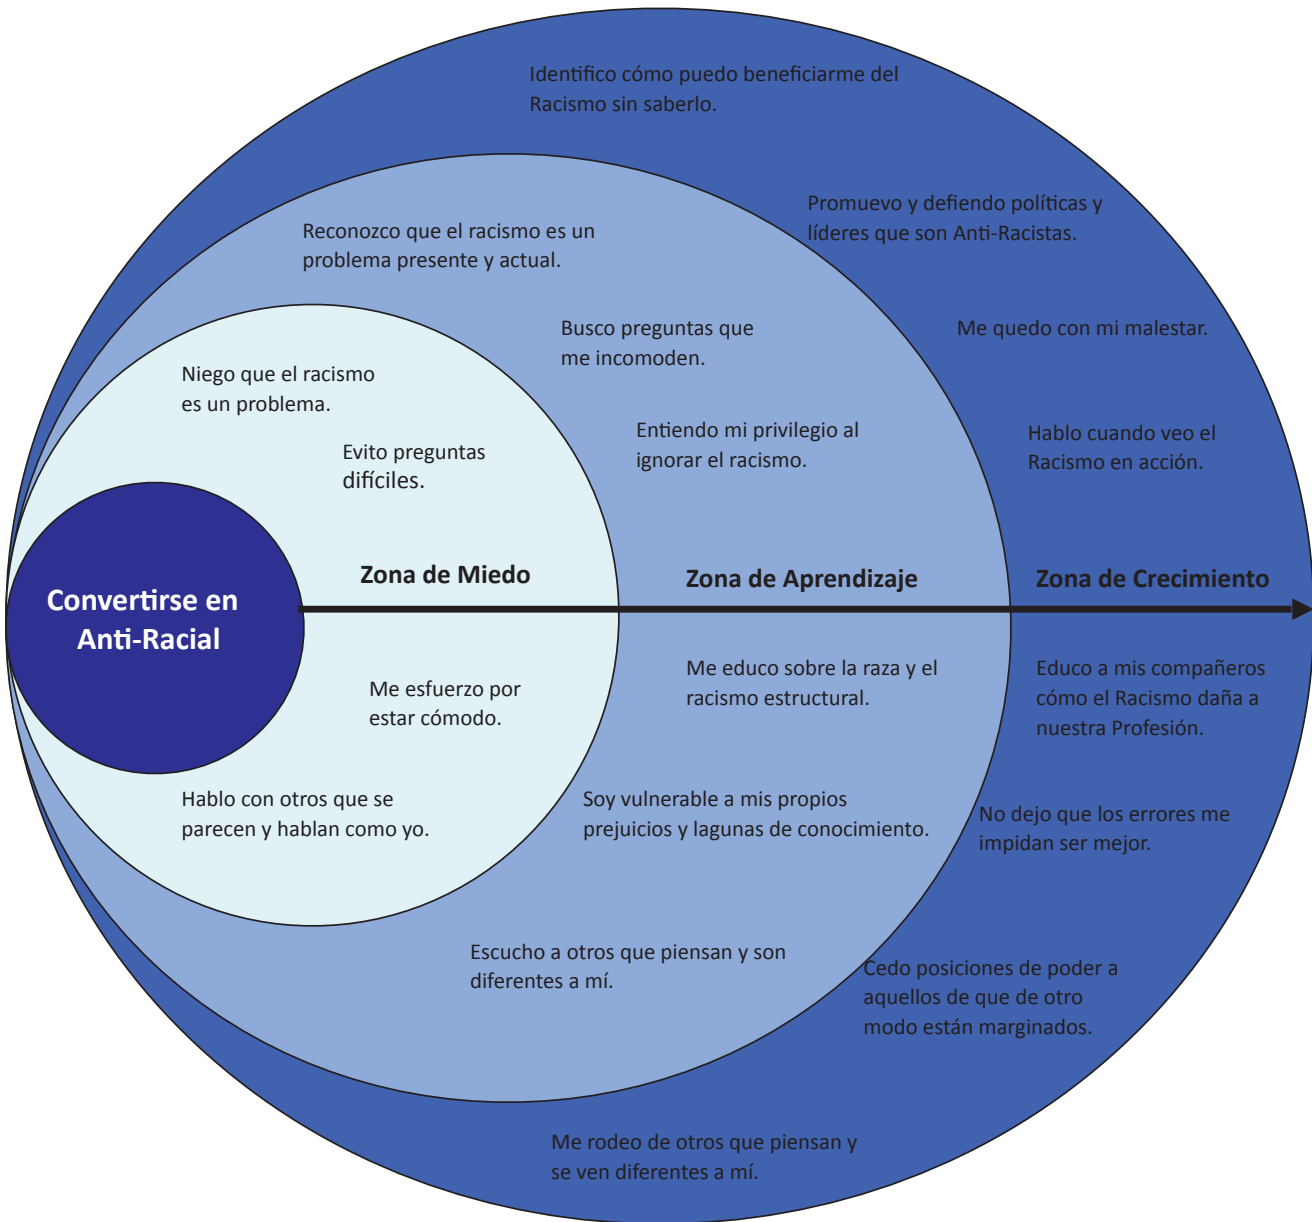 Identifico cómo puedo beneficiarme del
Racismo sin saberlo.
Promuevo y defiendo políticas y
líderes que son Anti-Racistas.
Reconozco que el racismo es un
problema presente y actual.
Busco preguntas que
me incomoden.
Me quedo con mi malestar.
Niego que el racismo
es un problema.
Entiendo mi privilegio al
ignorar el racismo.
Hablo cuando veo el
Racismo en acción.
Evito preguntas
difíciles.
Convertirse en
Anti-Racial
Zona de Miedo
Zona de Aprendizaje
Zona de Crecimiento
Me esfuerzo por
estar cómodo.
Me educo sobre la raza y el
racismo estructural.
Educo a mis compañeros
cómo el Racismo daña a
nuestra Profesión.
Hablo con otros que se
parecen y hablan como yo.
Soy vulnerable a mis propios
prejuicios y lagunas de conocimiento.
No dejo que los errores me
impidan ser mejor.
Escucho a otros que piensan y son
diferentes a mí.
Cedo posiciones de poder a
aquellos de que de otro
modo están marginados.
Me rodeo de otros que piensan y
se ven diferentes a mí.